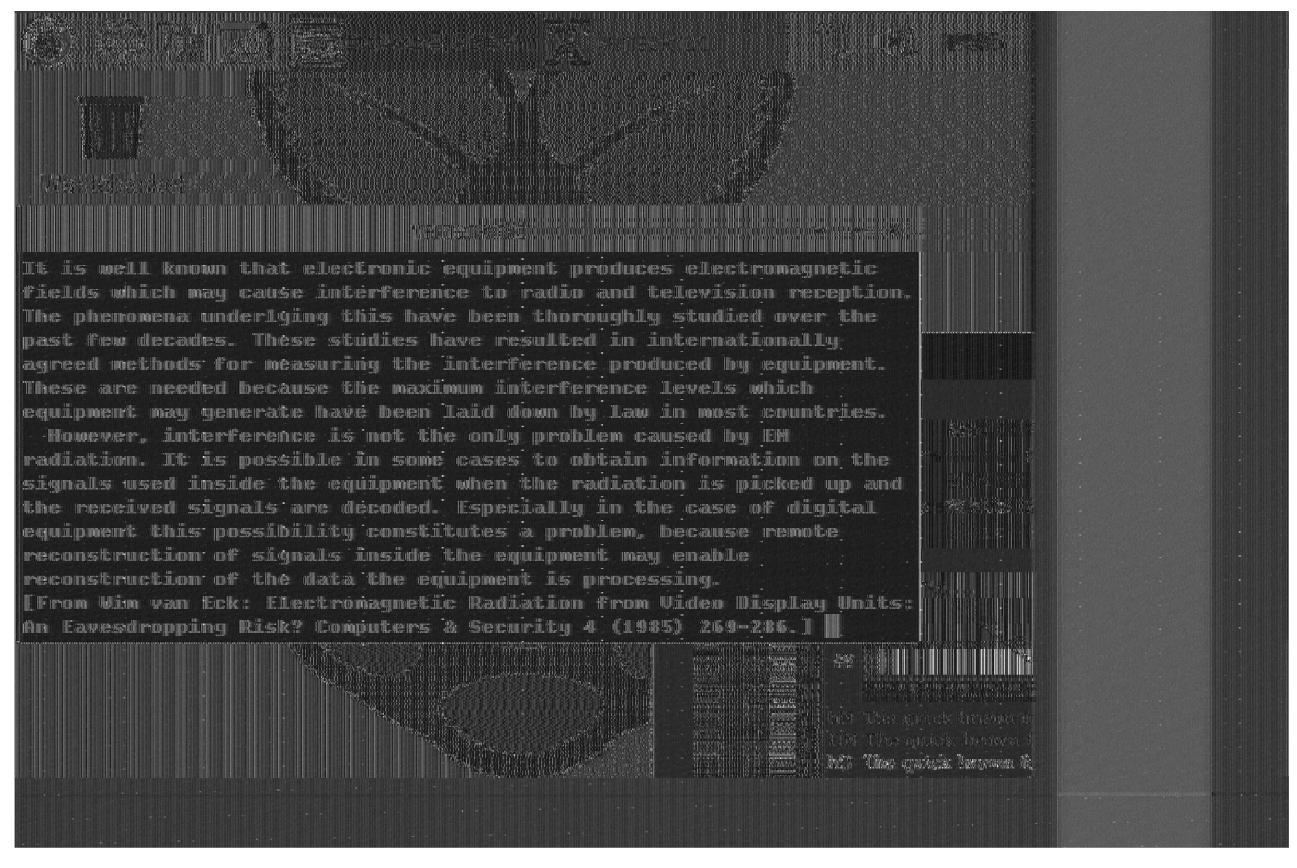 It is well known that electronic equipment produces electromagnetic
fields which may cause interference to radio and television reception.
The phenomena underlying this have been thoroughly studied over the
past few decades. These studies have resulted in internationally
agreed methods for measuring the interference produced by equipment.
These are needed because the maximum interference levels which
equipment may generate have been laid down by law in most countries.
However, interference is not the only problem caused by EM
radiation. It is possible in some cases to obtain information on the
signals used inside the equipment when the radiation is picked up and
the received signals are decoded. Especially in the case of digital
equipment this possibility constitutes a problem, because remote
reconstruction of signals inside the equipment may enable
reconstruction of the data the equipment is processing.
[From Wim van Eck: Electromagnetic Radiation from Video Display Units:
An Eavesdropping Risk? Computers & Security 4 (1985) 269-286.]
The quick brown
The quick brown
The quick brown